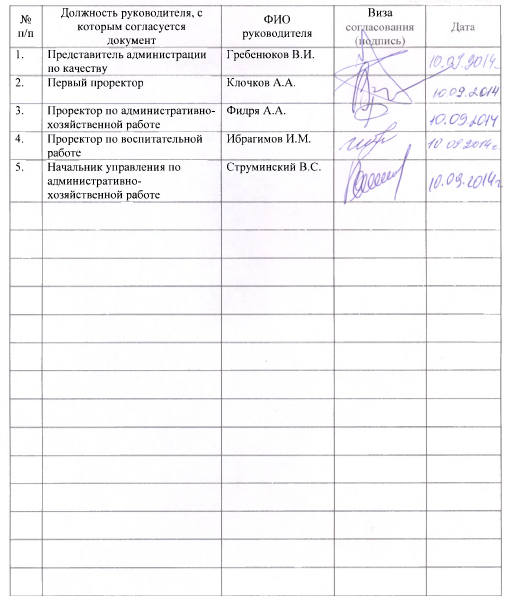 № п/п | Должность руководителя, с которым согласуется документ | ФИО руководителя | Виза согласования (подпись) | Дата
1. | Представитель администрации по качеству | Гребенюков В.И. | | 10.09.2014г.
2. | Первый проректор | Клочков А.А. | | 10.09.2014
3. | Проректор по административно-хозяйственной работе | Филдря А.А. | | 10.09.2014
4. | Проректор по воспитательной работе | Ибрагимов И.М. | | 10.09.2014г.
5. | Начальник управления по административно-хозяйственной работе | Струминский В.С. | | 10.09.2014г.